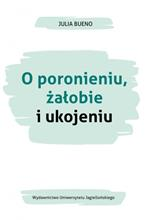 JULIA BUENO
O poronieniu,
żałobie
i ukojeniu
Wydawnictwo Uniwersytetu Jagiellońskiego